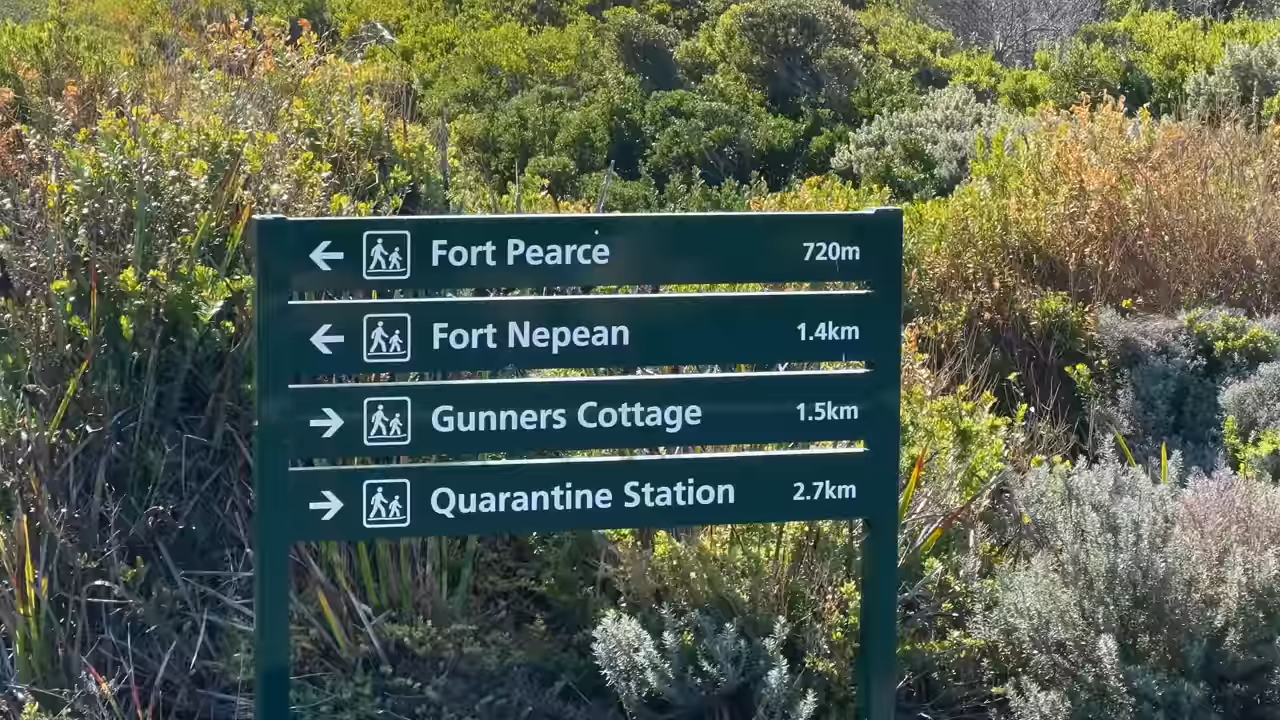 ← Fort Pearce 720m
← Fort Nepean 1.4km
→ Gunners Cottage 1.5km
→ Quarantine Station 2.7km